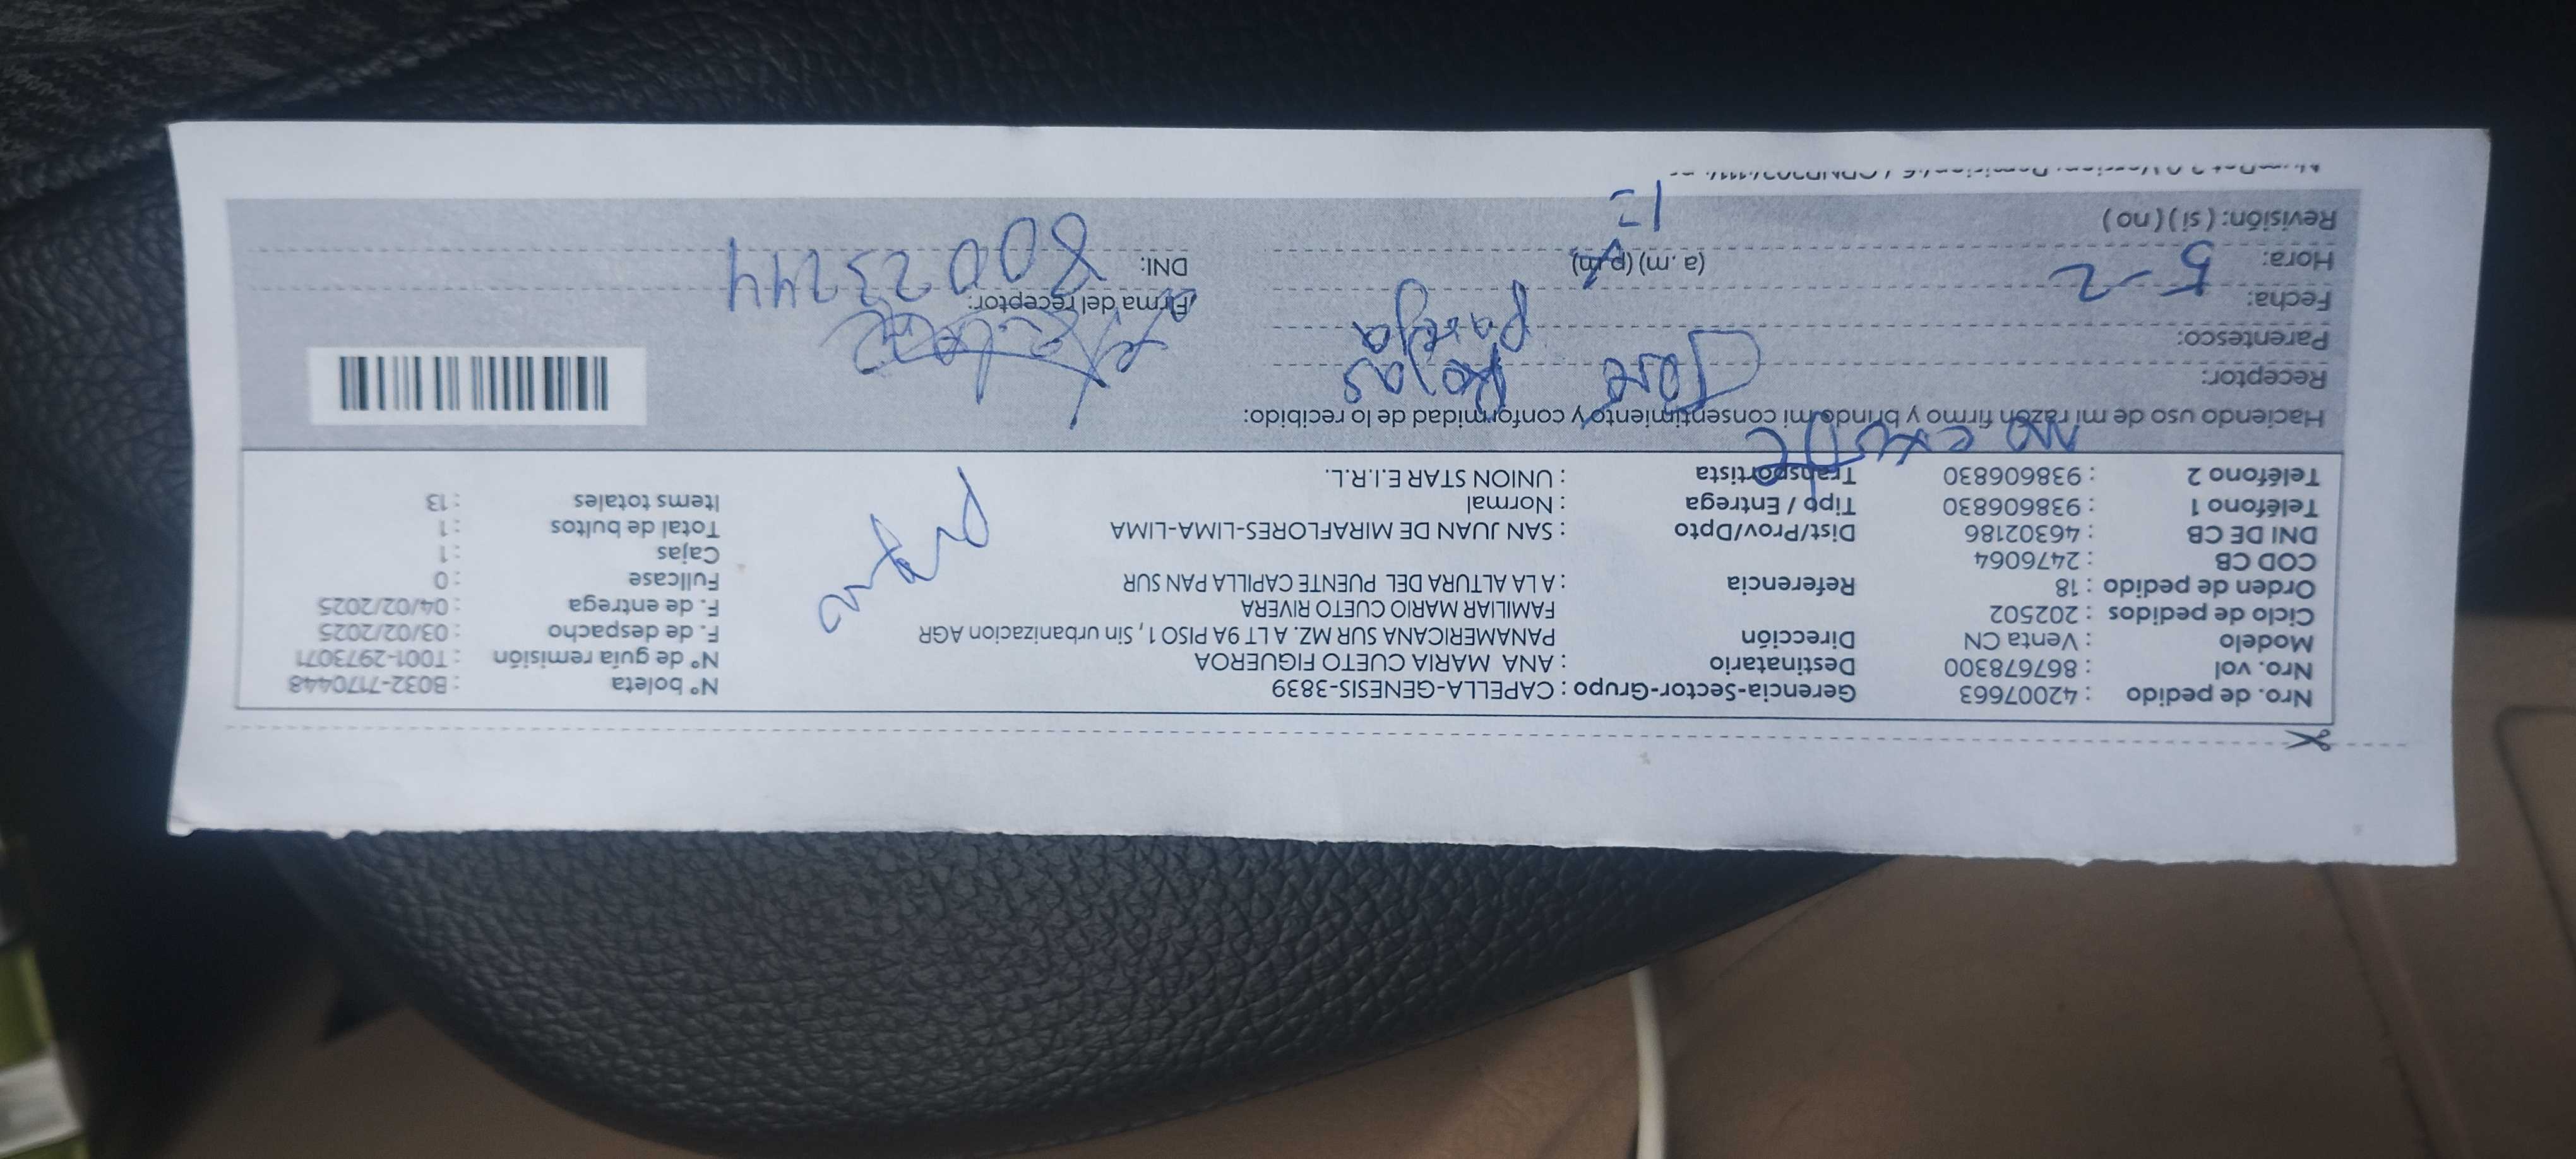 Nro. de pedido : 42007663
Nro. vol. : 867678300
Modelo : Venta CN
Ciclo de pedidos : 202502
Orden de pedido : 18
COD CB : 2476064
DNI DE CB : 46302186
Teléfono 1 : 938606830
Teléfono 2 : 938606830
Gerencia-Sector-Grupo : CAPELLA-GENESIS-3839
Destinatario : ANA MARIA CUETO FIGUEROA
Dirección PANAMERICANA SUR MZ. A LT 9A PISO 1, Sin urbanizacion AGR
FAMILIAR MARIO CUETO RIVERA
Referencia : A LA ALTURA DEL PUENTE CAPILLA PAN SUR
Dist/Prov/Dpto : SAN JUAN DE MIRAFLORES-LIMA-LIMA
Tipo / Entrega : Normal
Transportista : UNION STAR E.I.R.L.
Nº boleta : B032-7170448
Nº de guía remisión : T001-2973071
F. de despacho : 03/02/2025
F. de entrega : 04/02/2025
Fullcase : 0
Cajas : 1
Total de bultos : 1
Items totales : 13
no existe
Haciendo uso de mi razón firmo y brindo mi consentimiento y conformidad de lo recibido:
Receptor: Jose Rojas
Parentesco: pareja
Fecha: 5-2
Hora: (a. m) (p. m)
Revisión: ( si ) ( no )
Firma del receptor:
DNI: 80023244